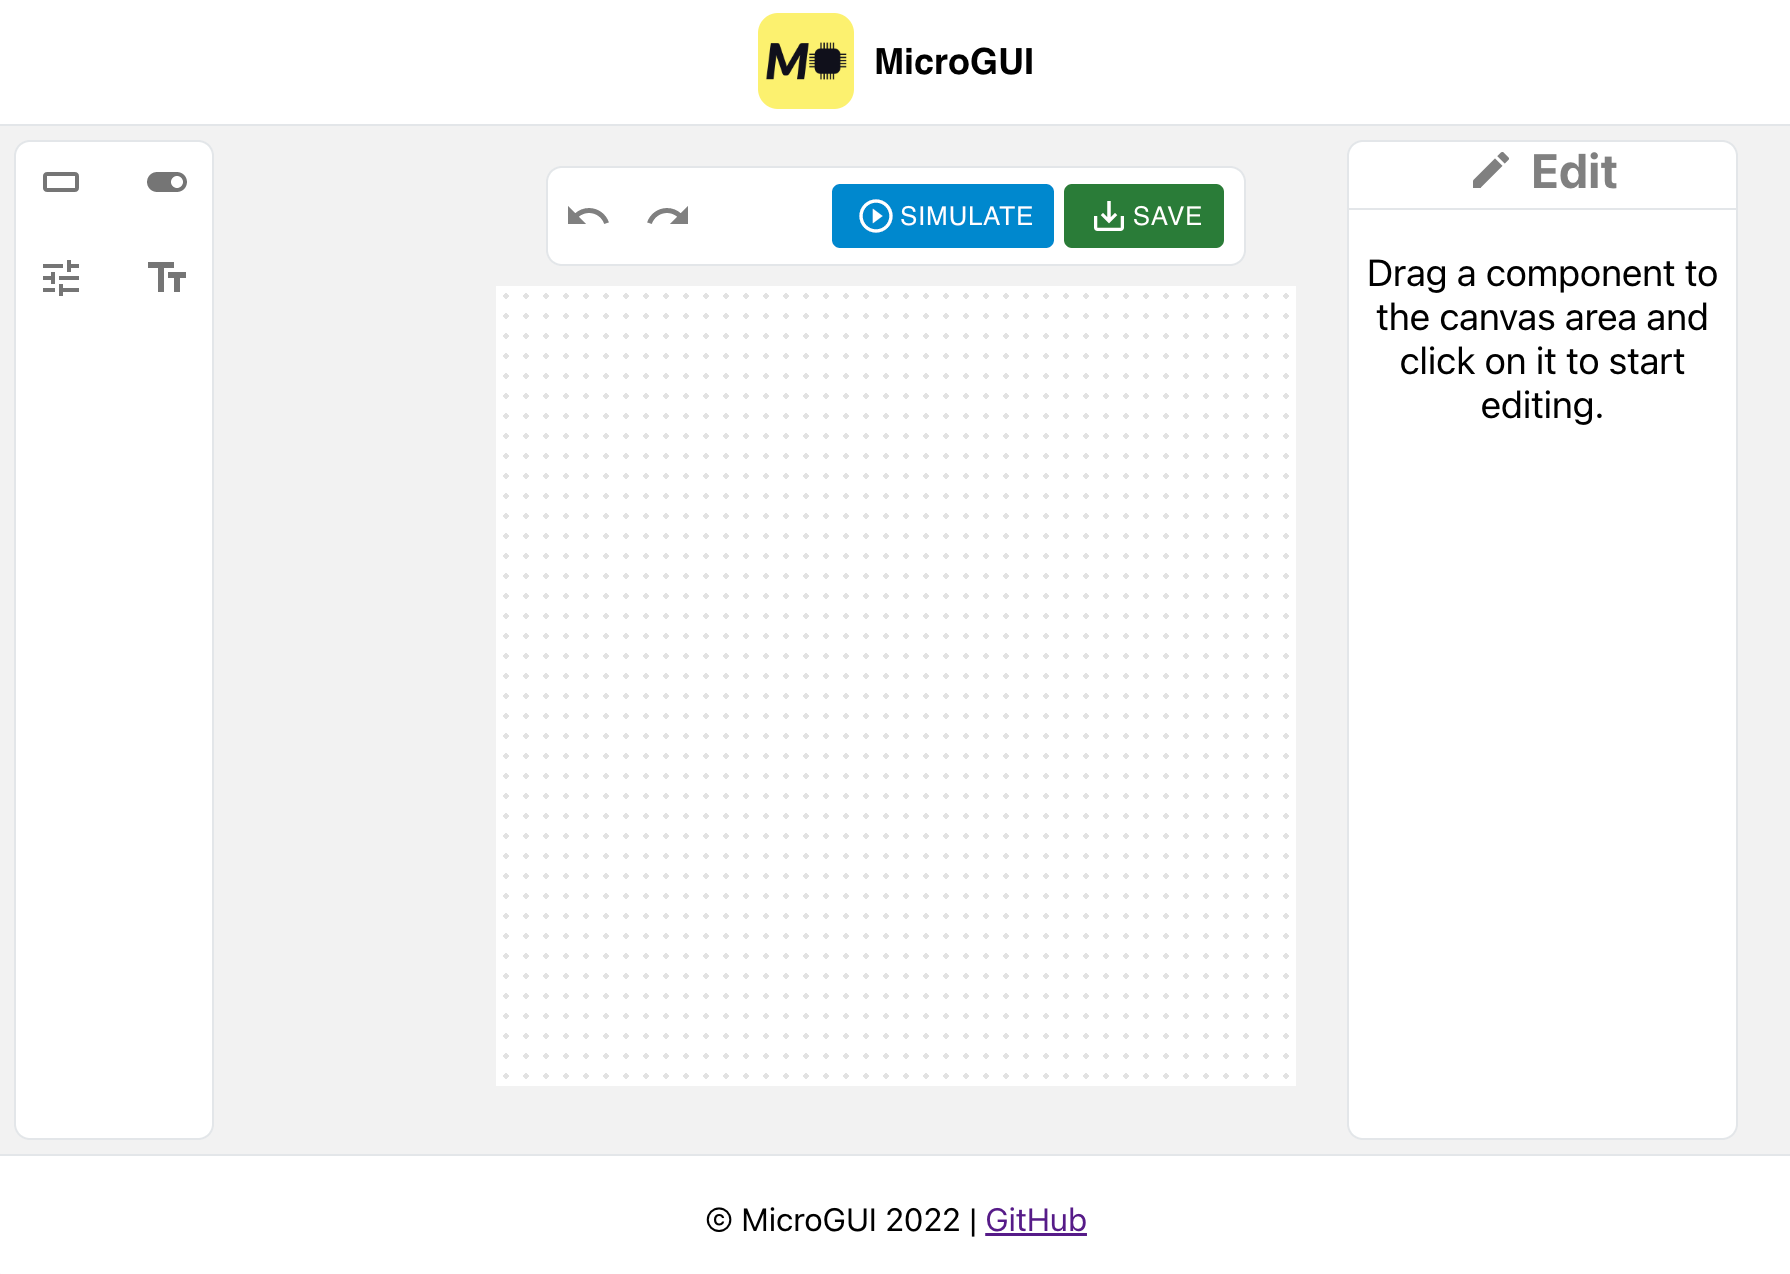 M
MicroGUI
Edit
SIMULATE
SAVE
Tт
Drag a component to
the canvas area and
click on it to start
editing.
© MicroGUI 2022 | GitHub